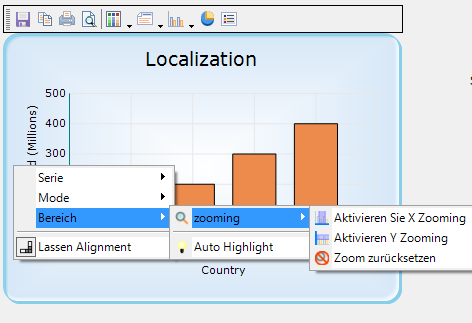 Localization
500
400
300
d (Millions)
Serie
Mode
Bereich
Lassen Alignment
zooming
Auto Highlight
Aktivieren Sie X Zooming
Aktivieren Y Zooming
Zoom zurücksetzen
Country